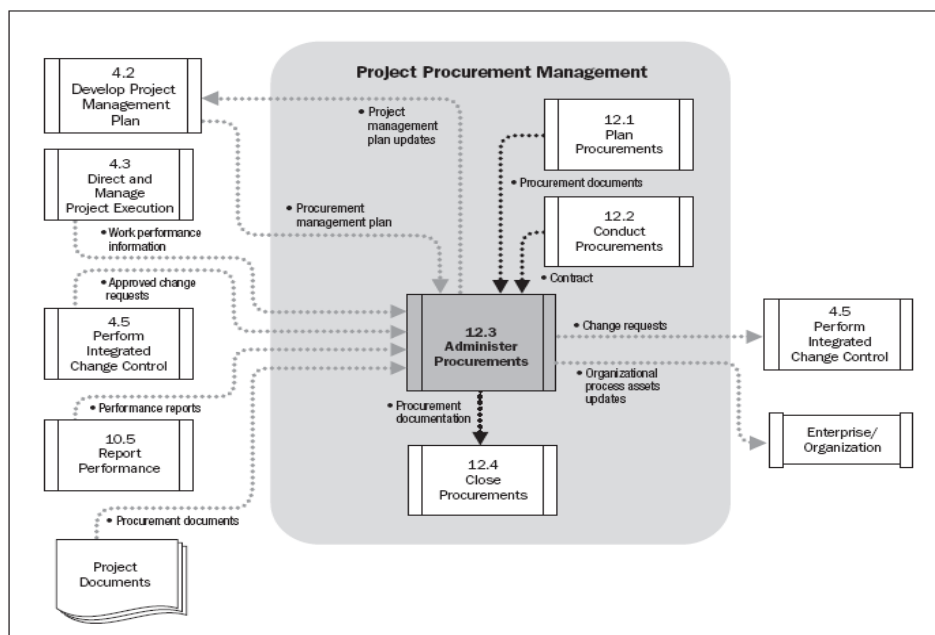 Project Procurement Management
4.2
Develop Project
Management
Plan
• Project
management
plan updates
12.1
Plan
Procurements
4.3
Direct and
Manage
Project Execution
• Procurement documents
• Procurement
management plan
12.2
Conduct
Procurements
• Work performance
information
• Contract
• Approved change
requests
4.5
Perform
Integrated
Change Control
12.3
Administer
Procurements
• Change requests
4.5
Perform
Integrated
Change Control
• Organizational
process assets
updates
• Performance reports
• Procurement
documentation
10.5
Report
Performance
Enterprise/
Organization
12.4
Close
Procurements
• Procurement documents
Project
Documents